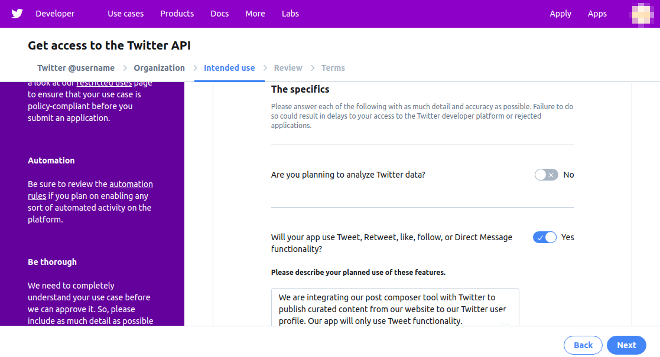 Developer Use cases Products Docs More Labs Apply Apps
Get access to the Twitter API
Twitter @username Organization Intended use Review Terms
a look at our restricted uses page
to ensure that your use case is
policy-compliant before you
submit an application.
Automation
Be sure to review the automation
rules if you plan on enabling any
sort of automated activity on the
platform.
Be thorough
We need to completely
understand your use case before
we can approve it. So, please
include as much detail as possible
The specifics
Please answer each of the following with as much detail and accuracy as possible. Failure to do
so could result in delays to your access to the Twitter developer platform or rejected
applications.
Are you planning to analyze Twitter data? No
Will your app use Tweet, Retweet, like, follow, or Direct Message
functionality? Yes
Please describe your planned use of these features.
We are integrating our post composer tool with Twitter to
publish curated content from our website to our Twitter user
profile. Our app will only use Tweet functionality.
Back Next